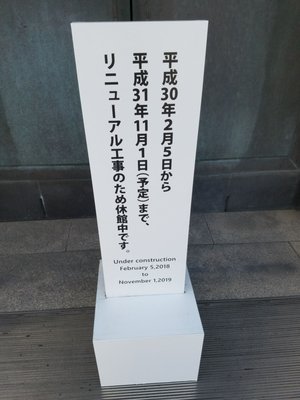 平成30年2月5日から
平成31年11月1日(予定)まで、
リニューアル工事のため休館中です。
Under construction
February 5,2018
to
November 1,2019